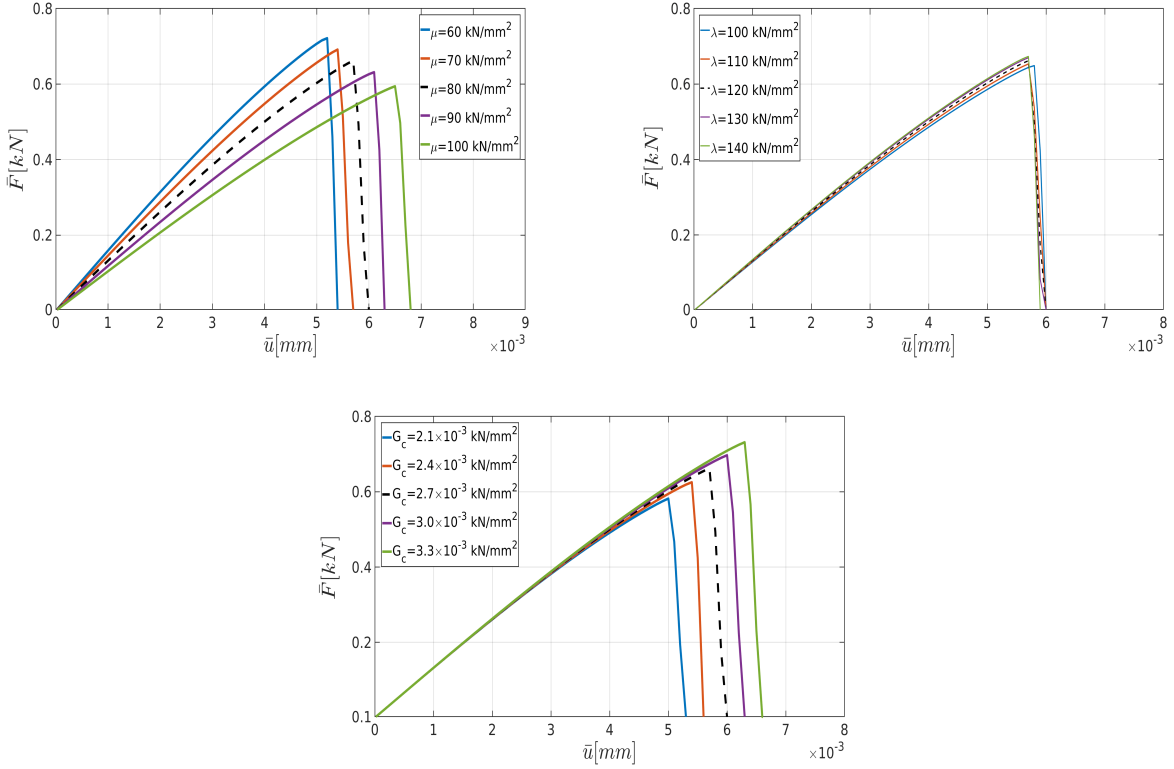 0.8
0.6
0.4
0.2
0
F̄[kN]
μ=60 kN/mm²
μ=70 kN/mm²
μ=80 kN/mm²
μ=90 kN/mm²
μ=100 kN/mm²
0 1 2 3 4 5 6 7 8 9
×10⁻³
ū[mm]
0.8
0.6
0.4
0.2
0
F̄[kN]
λ=100 kN/mm²
λ=110 kN/mm²
λ=120 kN/mm²
λ=130 kN/mm²
λ=140 kN/mm²
0 1 2 3 4 5 6 7 8
×10⁻³
ū[mm]
0.8
0.6
0.4
0.2
0.1
F̄[kN]
G_c=2.1×10⁻³ kN/mm²
G_c=2.4×10⁻³ kN/mm²
G_c=2.7×10⁻³ kN/mm²
G_c=3.0×10⁻³ kN/mm²
G_c=3.3×10⁻³ kN/mm²
0 1 2 3 4 5 6 7 8
×10⁻³
ū[mm]